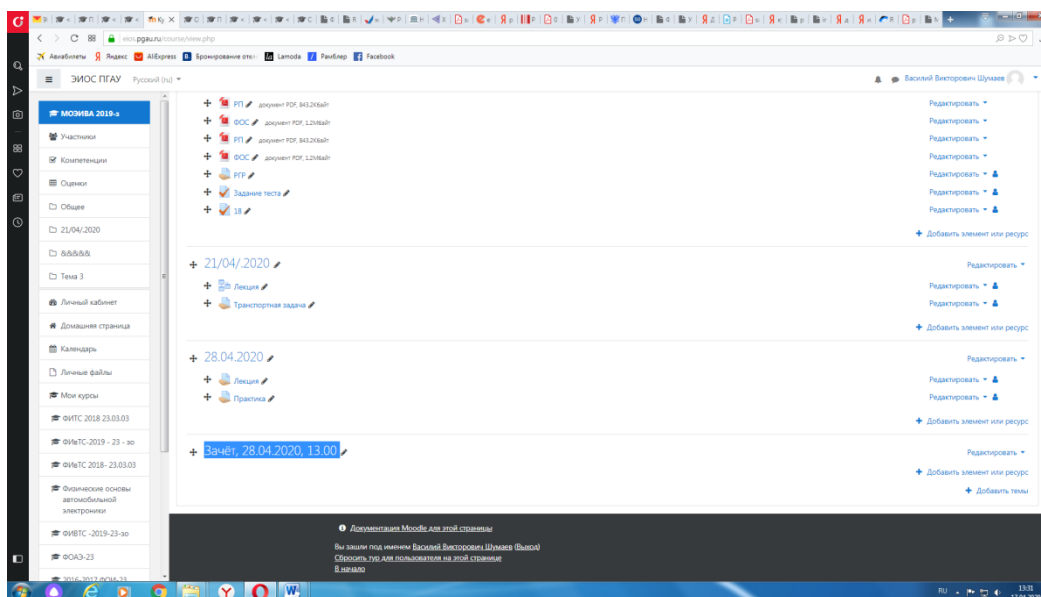 eios.pgau.ru/course/view.php
Авиабилеты Яндекс AliExpress Бронирование отел Lamoda Рамблер Facebook
ЭИОС ПГАУ Русский (ru)
Василий Викторович Шумаев
МОЭИВА 2019-з
Участники
Компетенции
Оценки
Общее
21/04/.2020
&&&&&
Тема 3
Личный кабинет
Домашняя страница
Календарь
Личные файлы
Мои курсы
ФИТС 2018 23.03.03
ФИвТС-2019 - 23 - зо
ФИвТС 2018- 23.03.03
Физические основы
автомобильной
электроники
ФИВТС -2019-23-зо
ФОАЭ-23
2016-2017 ФОИ-23
РП документ PDF, 843.2Кбайт Редактировать
ФОС документ PDF, 1.2Мбайт Редактировать
РП документ PDF, 843.2Кбайт Редактировать
ФОС документ PDF, 1.2Мбайт Редактировать
РГР Редактировать
Задание теста Редактировать
18 Редактировать
Добавить элемент или ресурс
21/04/.2020 Редактировать
Лекция Редактировать
Транспортная задача Редактировать
Добавить элемент или ресурс
28.04.2020 Редактировать
Лекция Редактировать
Практика Редактировать
Добавить элемент или ресурс
Зачёт, 28.04.2020, 13.00 Редактировать
Добавить элемент или ресурс
Добавить темы
Документация Moodle для этой страницы
Вы зашли под именем Василий Викторович Шумаев (Выход)
Сбросить тур для пользователя на этой странице
В начало
RU 13:31